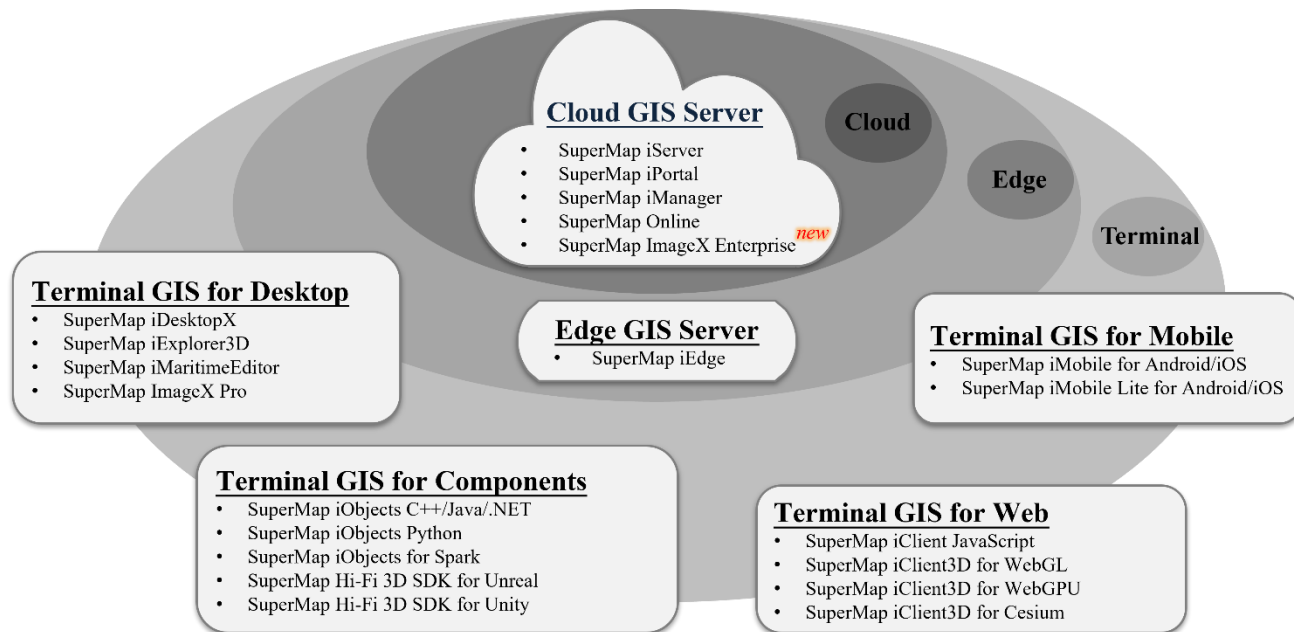 Cloud GIS Server
• SuperMap iServer
• SuperMap iPortal
• SuperMap iManager
• SuperMap Online
• SuperMap ImageX Enterprise new
Cloud
Edge
Terminal
Terminal GIS for Desktop
• SuperMap iDesktopX
• SuperMap iExplorer3D
• SuperMap iMaritimeEditor
• SuperMap ImageX Pro
Edge GIS Server
• SuperMap iEdge
Terminal GIS for Mobile
• SuperMap iMobile for Android/iOS
• SuperMap iMobile Lite for Android/iOS
Terminal GIS for Components
• SuperMap iObjects C++/Java/.NET
• SuperMap iObjects Python
• SuperMap iObjects for Spark
• SuperMap Hi-Fi 3D SDK for Unreal
• SuperMap Hi-Fi 3D SDK for Unity
Terminal GIS for Web
• SuperMap iClient JavaScript
• SuperMap iClient3D for WebGL
• SuperMap iClient3D for WebGPU
• SuperMap iClient3D for Cesium